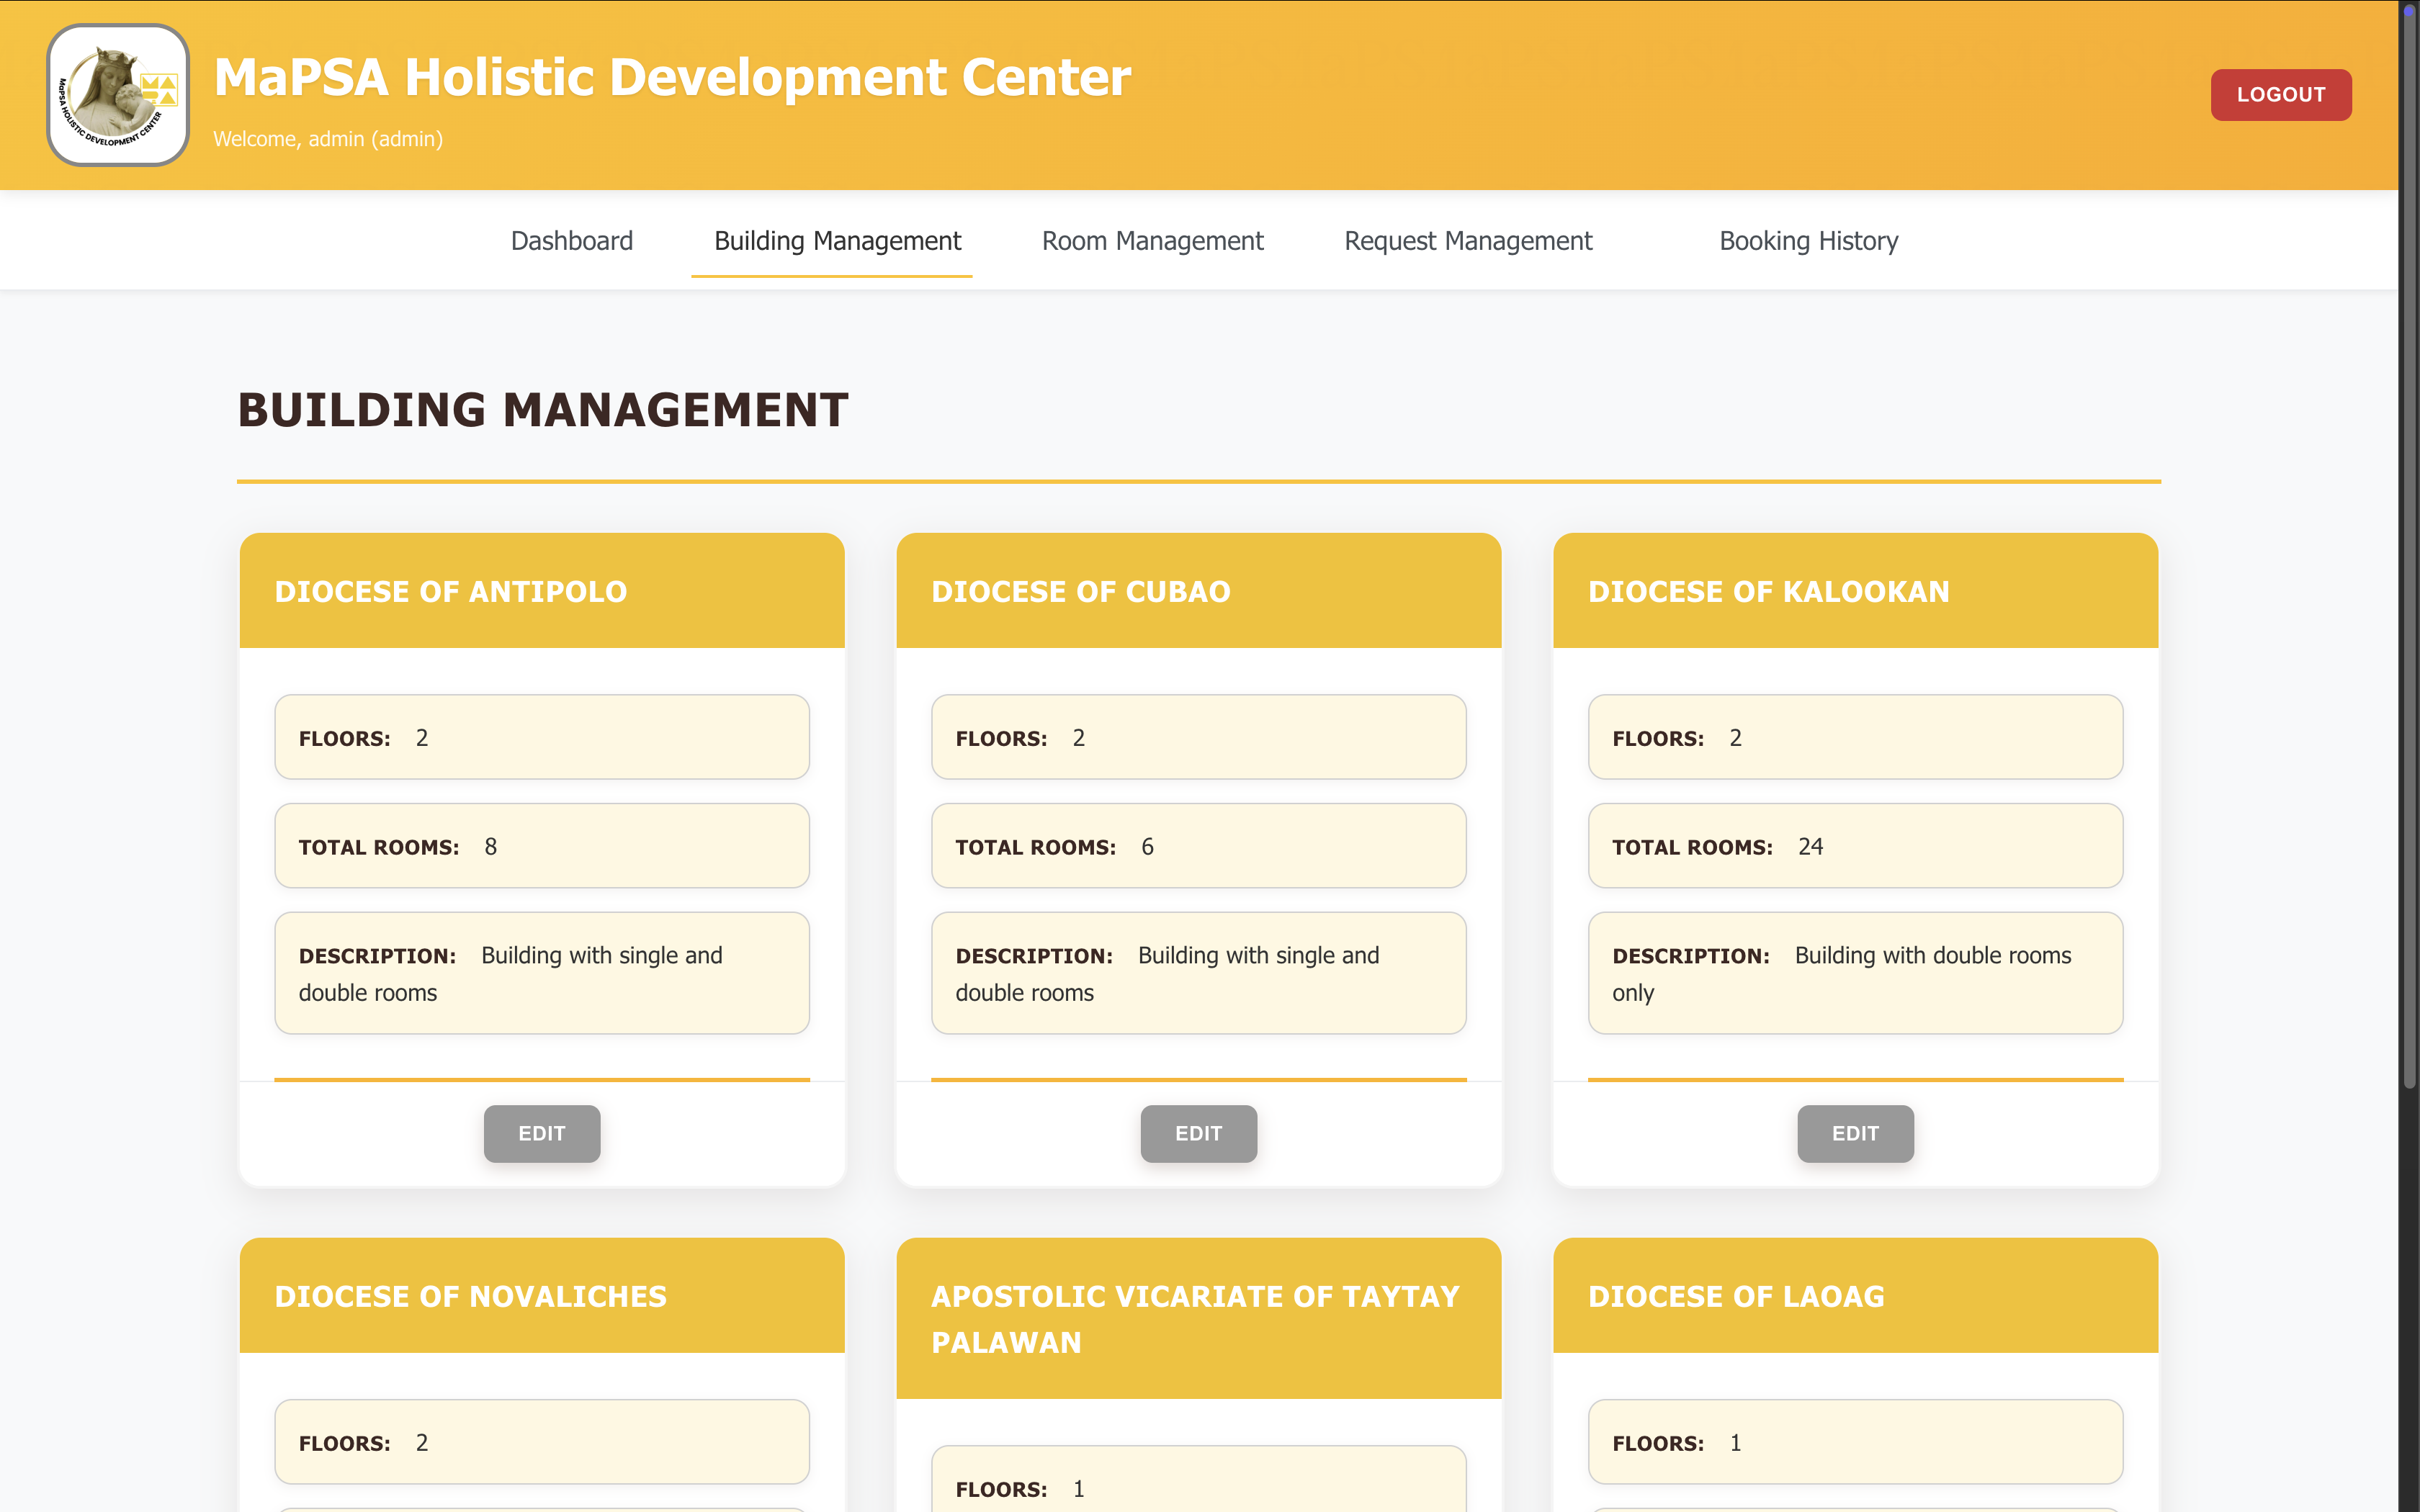 MaPSA HOLISTIC DEVELOPMENT CENTER
MAPSA
MaPSA Holistic Development Center
Welcome, admin (admin)
LOGOUT
Dashboard
Building Management
Room Management
Request Management
Booking History
BUILDING MANAGEMENT
DIOCESE OF ANTIPOLO
FLOORS: 2
TOTAL ROOMS: 8
DESCRIPTION: Building with single and
double rooms
EDIT
DIOCESE OF CUBAO
FLOORS: 2
TOTAL ROOMS: 6
DESCRIPTION: Building with single and
double rooms
EDIT
DIOCESE OF KALOOKAN
FLOORS: 2
TOTAL ROOMS: 24
DESCRIPTION: Building with double rooms
only
EDIT
DIOCESE OF NOVALICHES
FLOORS: 2
APOSTOLIC VICARIATE OF TAYTAY
PALAWAN
FLOORS: 1
DIOCESE OF LAOAG
FLOORS: 1